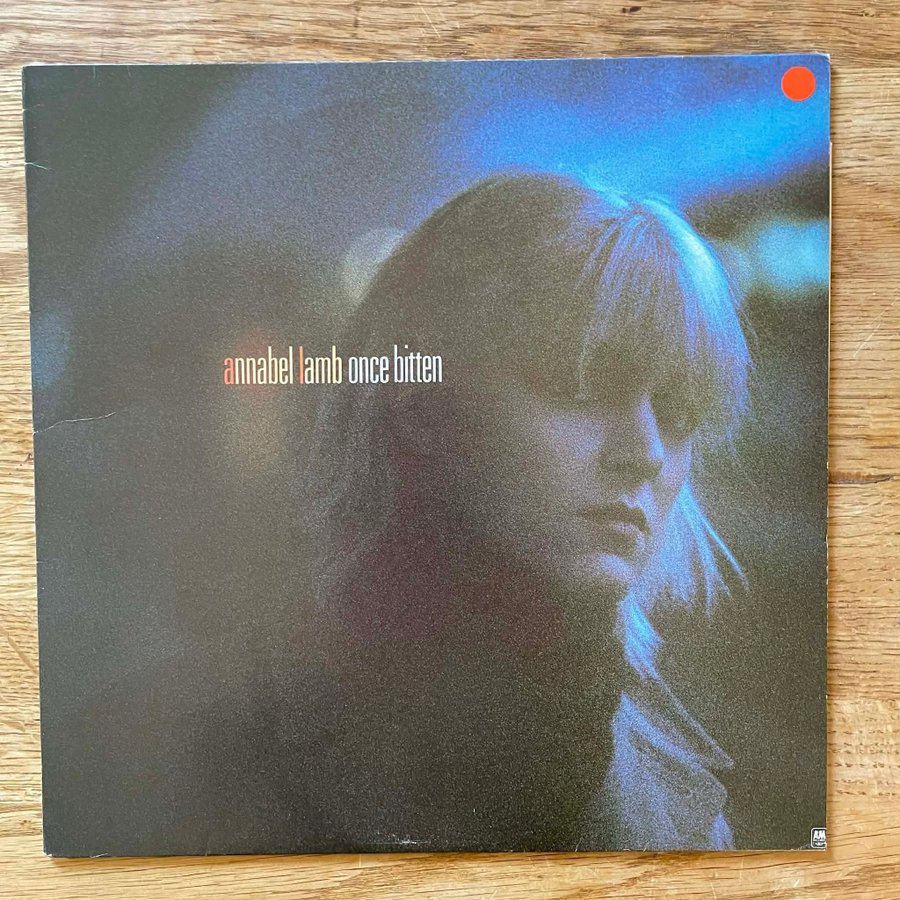 annabel lamb once bitten
A&M